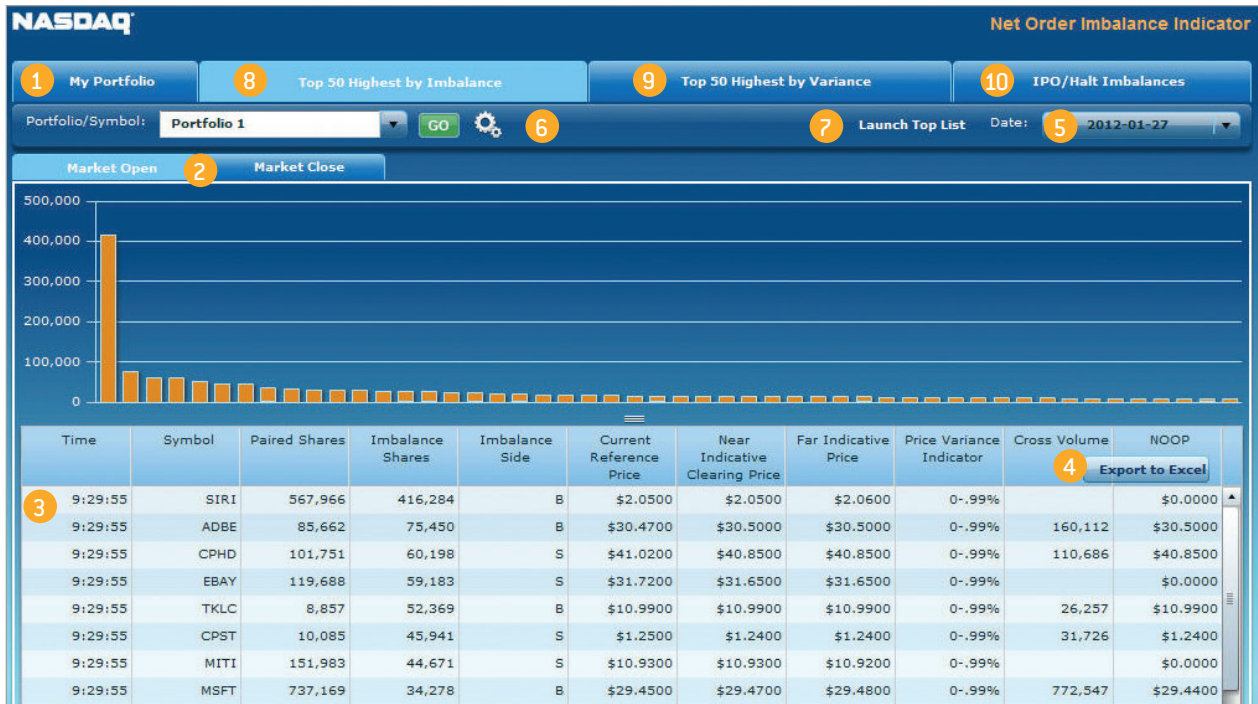 NASDAQ
Net Order Imbalance Indicator
1 My Portfolio 8 Top 50 Highest by Imbalance 9 Top 50 Highest by Variance 10 IPO/Halt Imbalances
Portfolio/Symbol: Portfolio 1 GO 6 7 Launch Top List Date: 5 2012-01-27
Market Open 2 Market Close
500,000
400,000
300,000
200,000
100,000
0
Time Symbol Paired Shares Imbalance Shares Imbalance Side Current Reference Price Near Indicative Clearing Price Far Indicative Price Price Variance Indicator Cross Volume NOOP
4 Export to Excel
3 9:29:55 SIRI 567,966 416,284 B $2.0500 $2.0500 $2.0600 0-.99% $0.0000
9:29:55 ADBE 85,662 75,450 B $30.4700 $30.5000 $30.5000 0-.99% 160,112 $30.5000
9:29:55 CPHD 101,751 60,198 S $41.0200 $40.8500 $40.8500 0-.99% 110,686 $40.8500
9:29:55 EBAY 119,688 59,183 S $31.7200 $31.6500 $31.6500 0-.99% $0.0000
9:29:55 TKLC 8,857 52,369 B $10.9900 $10.9900 $10.9900 0-.99% 26,257 $10.9900
9:29:55 CPST 10,085 45,941 S $1.2500 $1.2400 $1.2400 0-.99% 31,726 $1.2400
9:29:55 MITI 151,983 44,671 S $10.9300 $10.9300 $10.9200 0-.99% $0.0000
9:29:55 MSFT 737,169 34,278 B $29.4500 $29.4700 $29.4800 0-.99% 772,547 $29.4400